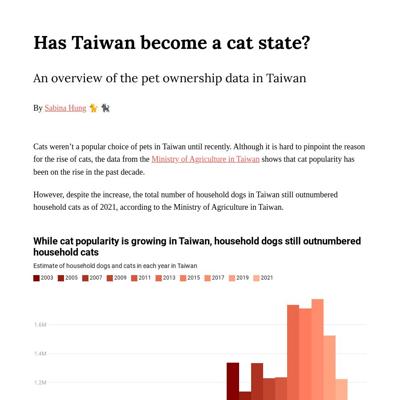 Has Taiwan become a cat state?
An overview of the pet ownership data in Taiwan
By Sabina Hung 🐈 🐈‍⬛
Cats weren't a popular choice of pets in Taiwan until recently. Although it is hard to pinpoint the reason
for the rise of cats, the data from the Ministry of Agriculture in Taiwan shows that cat popularity has
been on the rise in the past decade.
However, despite the increase, the total number of household dogs in Taiwan still outnumbered
household cats as of 2021, according to the Ministry of Agriculture in Taiwan.
While cat popularity is growing in Taiwan, household dogs still outnumbered
household cats
Estimate of household dogs and cats in each year in Taiwan
2003 2005 2007 2009 2011 2013 2015 2017 2019 2021
1.6M
1.4M
1.2M